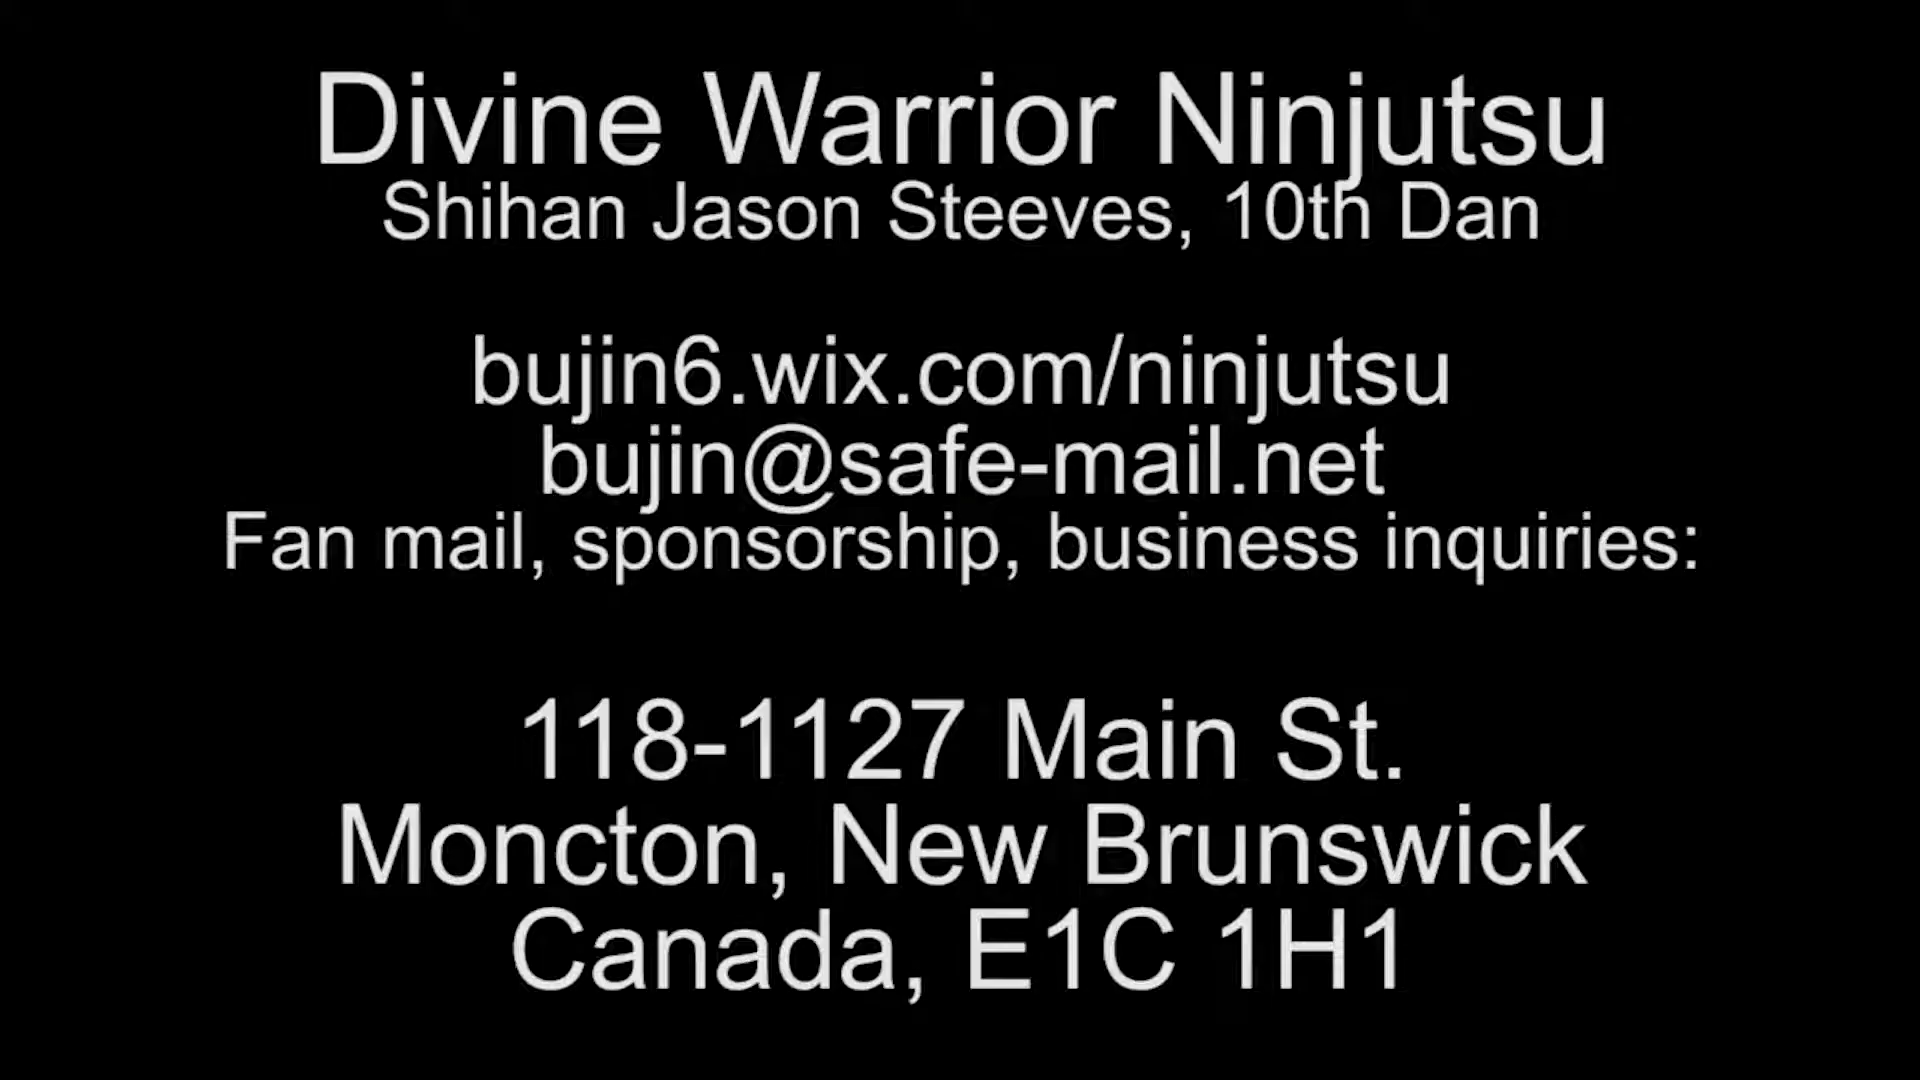 Divine Warrior Ninjutsu
Shihan Jason Steeves, 10th Dan
bujin6.wix.com/ninjutsu
bujin@safe-mail.net
Fan mail, sponsorship, business inquiries:
118-1127 Main St.
Moncton, New Brunswick
Canada, E1C 1H1